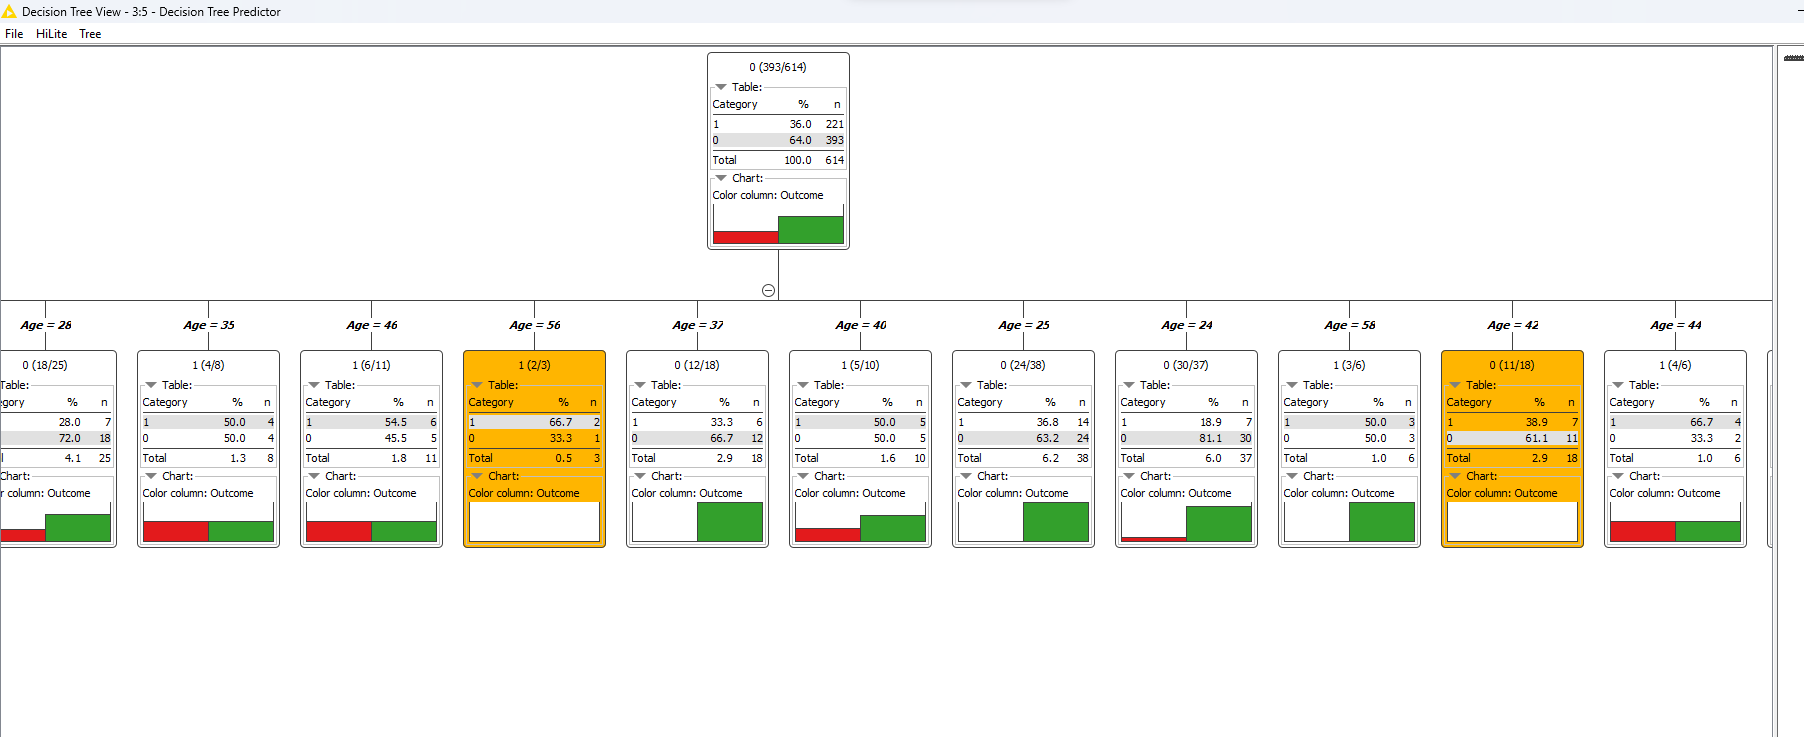 Decision Tree View - 3:5 - Decision Tree Predictor
File HiLite Tree
0 (393/614)
Table:
Category % n
1 36.0 221
0 64.0 393
Total 100.0 614
Chart:
Color column: Outcome
Age = 28
0 (18/25)
Table:
gory % n
28.0 7
72.0 18
l 4.1 25
Chart:
r column: Outcome
Age = 35
1 (4/8)
Table:
Category % n
1 50.0 4
0 50.0 4
Total 1.3 8
Chart:
Color column: Outcome
Age = 46
1 (6/11)
Table:
Category % n
1 54.5 6
0 45.5 5
Total 1.8 11
Chart:
Color column: Outcome
Age = 56
1 (2/3)
Table:
Category % n
1 66.7 2
0 33.3 1
Total 0.5 3
Chart:
Color column: Outcome
Age = 37
0 (12/18)
Table:
Category % n
1 33.3 6
0 66.7 12
Total 2.9 18
Chart:
Color column: Outcome
Age = 40
1 (5/10)
Table:
Category % n
1 50.0 5
0 50.0 5
Total 1.6 10
Chart:
Color column: Outcome
Age = 25
0 (24/38)
Table:
Category % n
1 36.8 14
0 63.2 24
Total 6.2 38
Chart:
Color column: Outcome
Age = 24
0 (30/37)
Table:
Category % n
1 18.9 7
0 81.1 30
Total 6.0 37
Chart:
Color column: Outcome
Age = 58
1 (3/6)
Table:
Category % n
1 50.0 3
0 50.0 3
Total 1.0 6
Chart:
Color column: Outcome
Age = 42
0 (11/18)
Table:
Category % n
1 38.9 7
0 61.1 11
Total 2.9 18
Chart:
Color column: Outcome
Age = 44
1 (4/6)
Table:
Category % n
1 66.7 4
0 33.3 2
Total 1.0 6
Chart:
Color column: Outcome